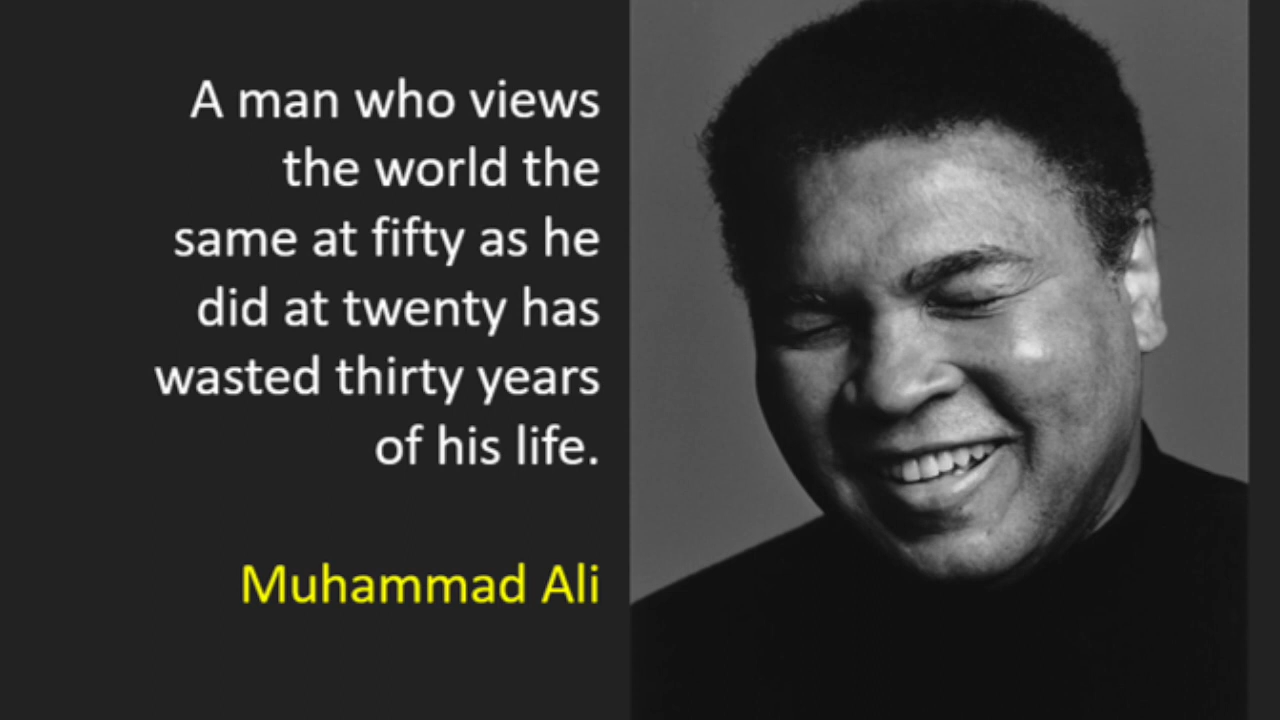 A man who views
the world the
same at fifty as he
did at twenty has
wasted thirty years
of his life.
Muhammad Ali